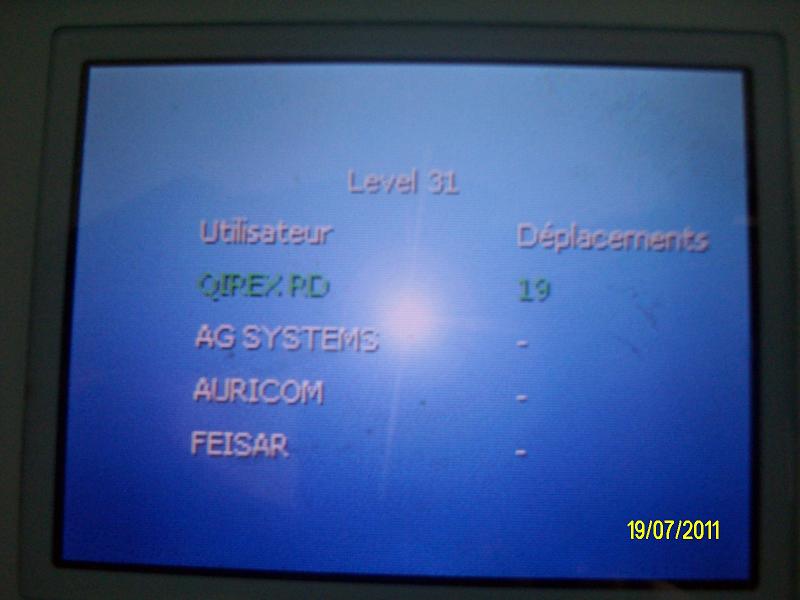 Level 31
Utilisateur Déplacements
QIREX RD 19
AG SYSTEMS -
AURICOM -
FEISAR -
19/07/2011